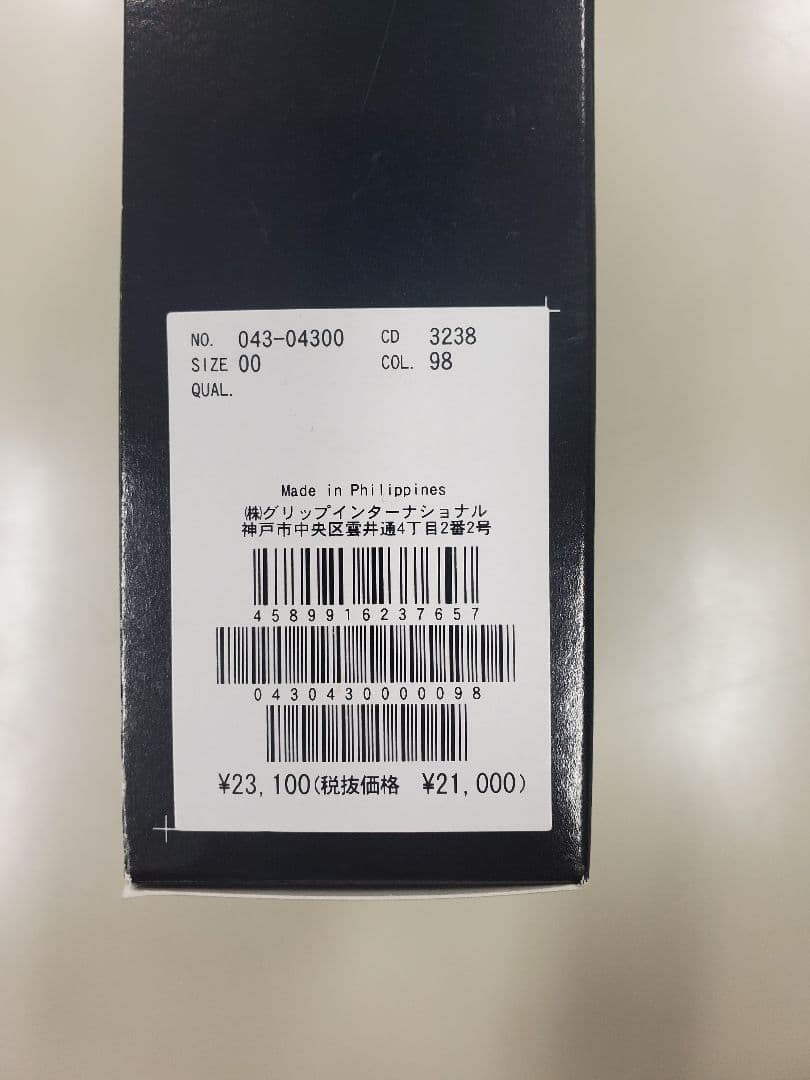 NO. 043-04300 CD 3238
SIZE 00 COL. 98
QUAL.
Made in Philippines
㈱グリップインターナショナル
神戸市中央区雲井通4丁目2番2号
4589916237657
0430430000098
¥23,100(税抜価格 ¥21,000)